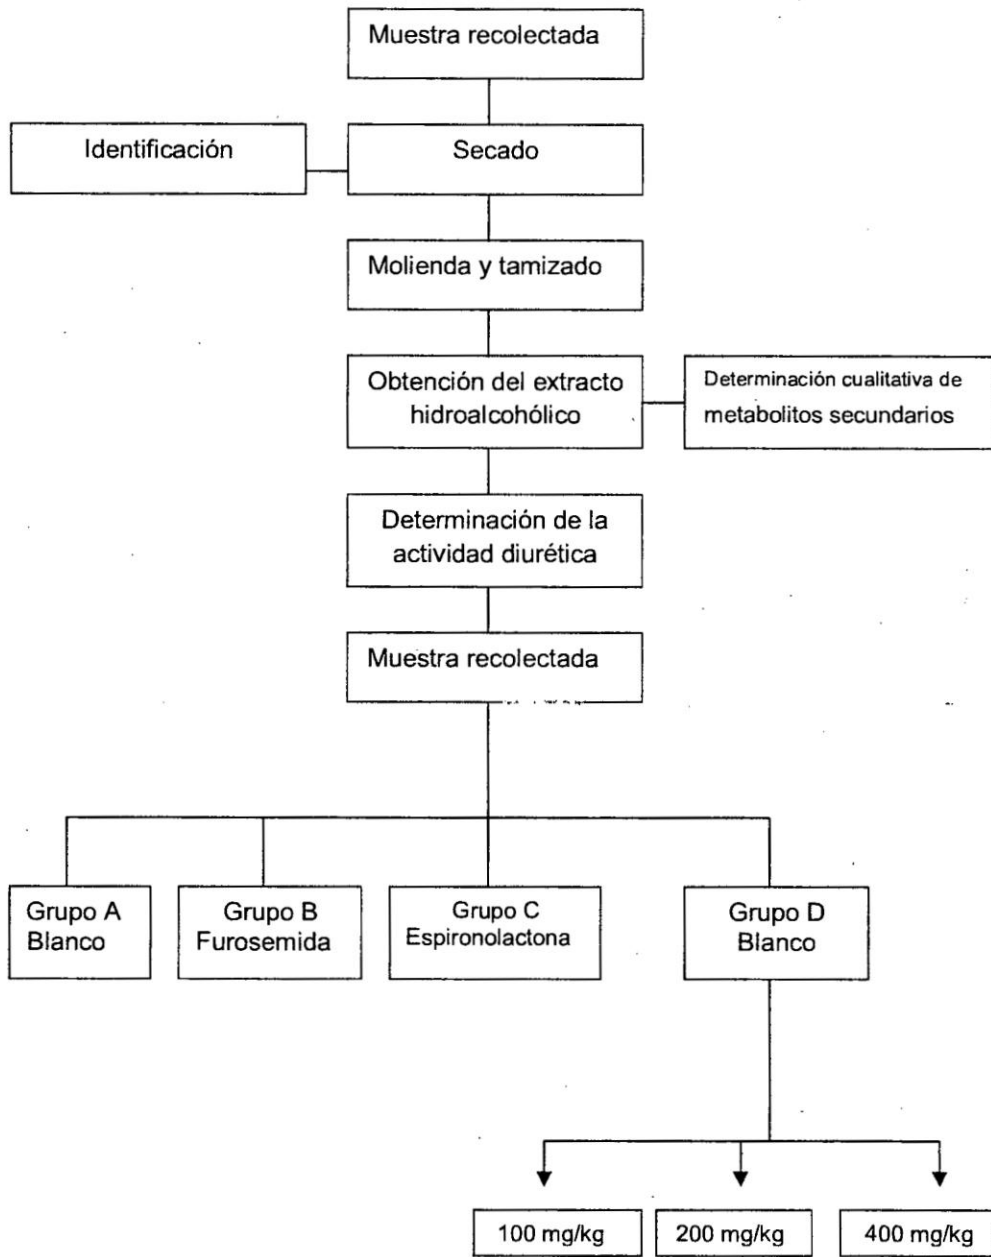 Muestra recolectada
Identificación
Secado
Molienda y tamizado
Obtención del extracto
hidroalcohólico
Determinación cualitativa de
metabolitos secundarios
Determinación de la
actividad diurética
Muestra recolectada
Grupo A
Blanco
Grupo B
Furosemida
Grupo C
Espironolactona
Grupo D
Blanco
100 mg/kg
200 mg/kg
400 mg/kg